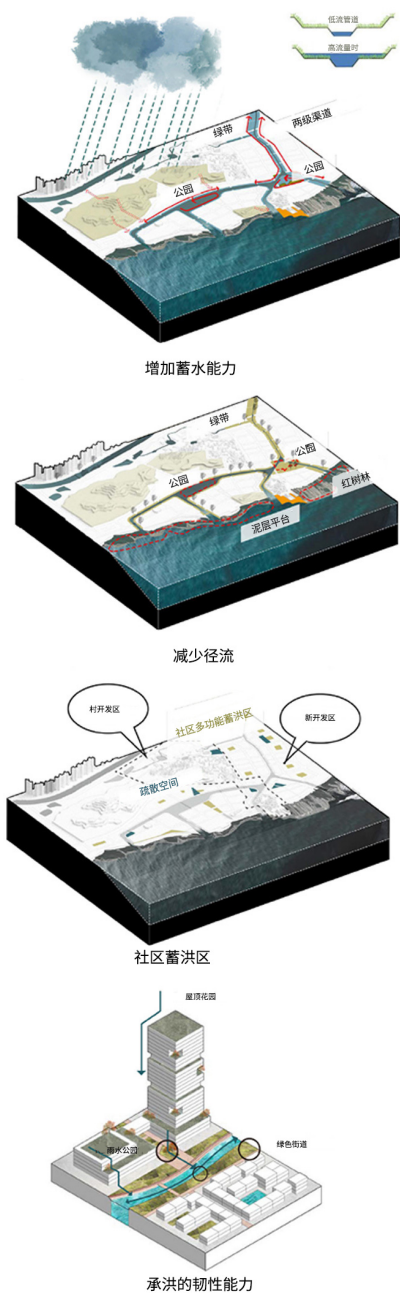 低流管道
高流量时
绿带
两级渠道
公园
公园
增加蓄水能力
绿带
公园
公园
红树林
泥层平台
减少径流
村开发区
社区多功能蓄洪区
新开发区
疏散空间
社区蓄洪区
屋顶花园
雨水公园
绿色街道
承洪的韧性能力